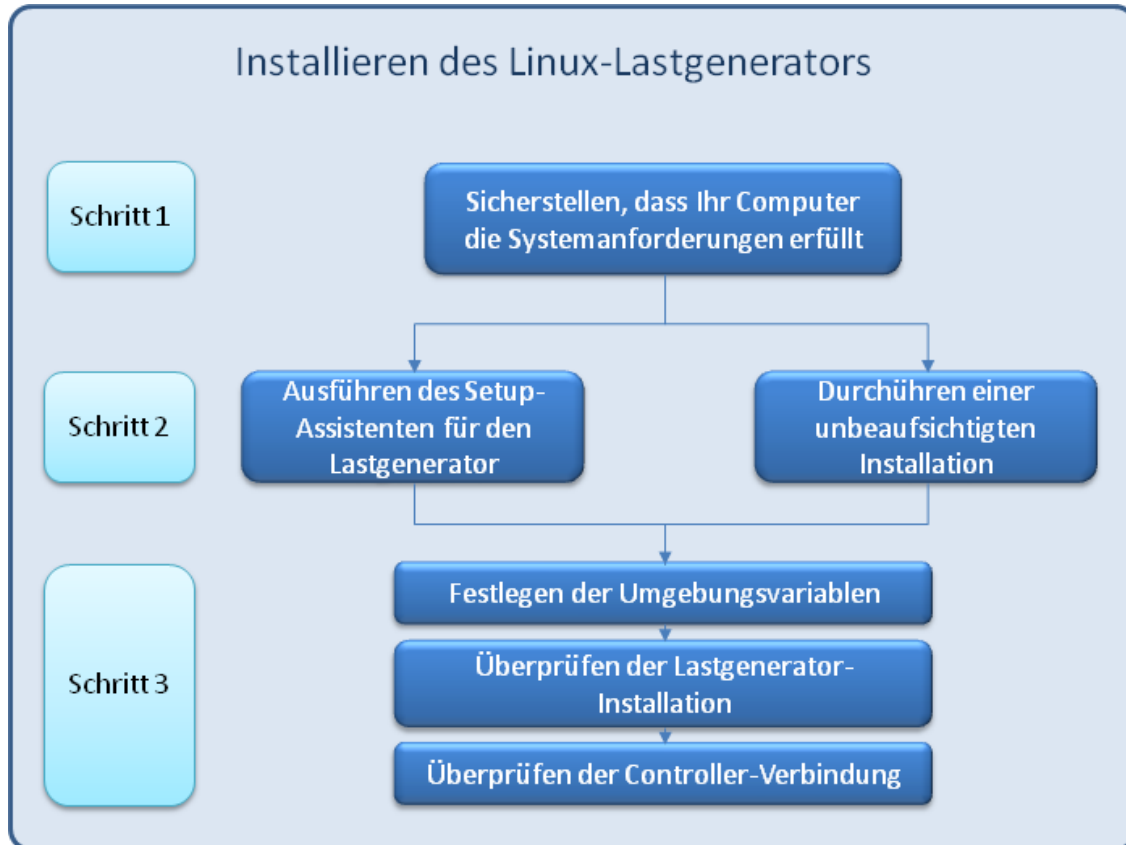 Installieren des Linux-Lastgenerators
Schritt 1
Sicherstellen, dass Ihr Computer
die Systemanforderungen erfüllt
Schritt 2
Ausführen des Setup-
Assistenten für den
Lastgenerator
Durchühren einer
unbeaufsichtigten
Installation
Schritt 3
Festlegen der Umgebungsvariablen
Überprüfen der Lastgenerator-
Installation
Überprüfen der Controller-Verbindung